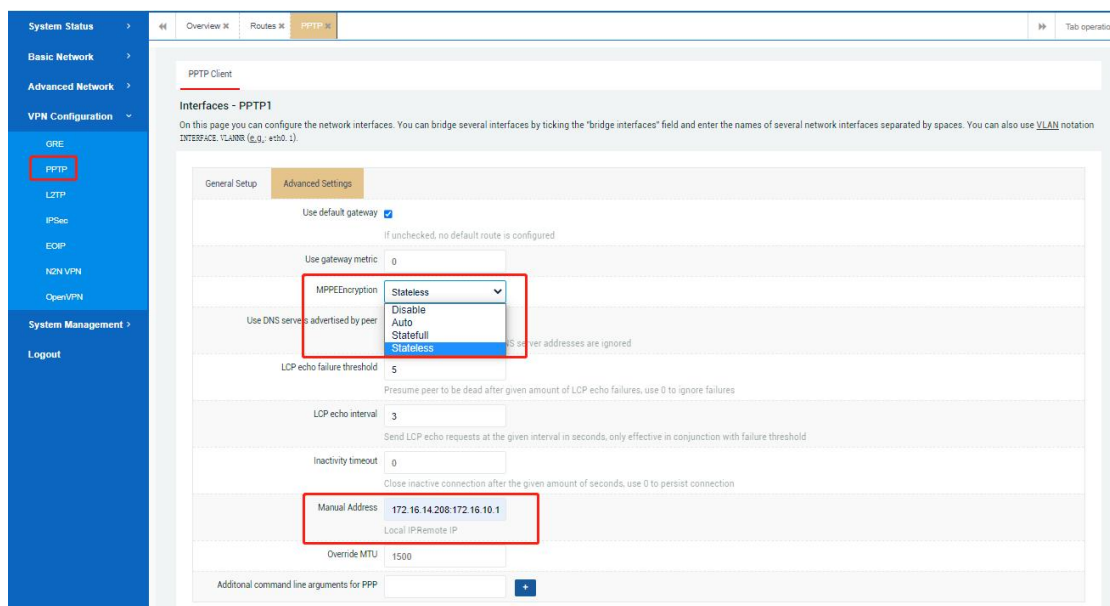 System Status
Overview
Routes
PPTP
Tab operatio
Basic Network
Advanced Network
VPN Configuration
GRE
PPTP
L2TP
IPSec
EOIP
N2N VPN
OpenVPN
System Management
Logout
PPTP Client
Interfaces - PPTP1
On this page you can configure the network interfaces. You can bridge several interfaces by ticking the "bridge interfaces" field and enter the names of several network interfaces separated by spaces. You can also use VLAN notation
INTERFACE.VLANNR (e.g.: eth0.1).
General Setup
Advanced Settings
Use default gateway
If unchecked, no default route is configured
Use gateway metric 0
MPPEEncryption Stateless
Disable
Auto
Statefull
Stateless
Use DNS servers advertised by peer
NS server addresses are ignored
LCP echo failure threshold 5
Presume peer to be dead after given amount of LCP echo failures, use 0 to ignore failures
LCP echo interval 3
Send LCP echo requests at the given interval in seconds, only effective in conjunction with failure threshold
Inactivity timeout 0
Close inactive connection after the given amount of seconds, use 0 to persist connection
Manual Address 172.16.14.208:172.16.10.1
Local IP:Remote IP
Override MTU 1500
Additonal command line arguments for PPP